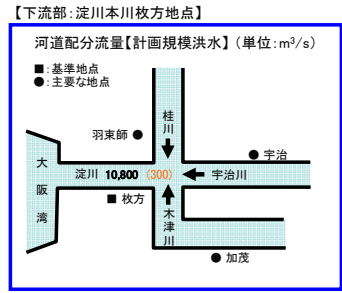 【下流部：淀川本川枚方地点】
河道配分流量【計画規模洪水】（単位：m³/s）
■：基準地点
●：主要な地点
桂川
羽束師 ●
● 宇治
大阪湾
淀川 10,800 (300)
宇治川
■ 枚方
木津川
● 加茂